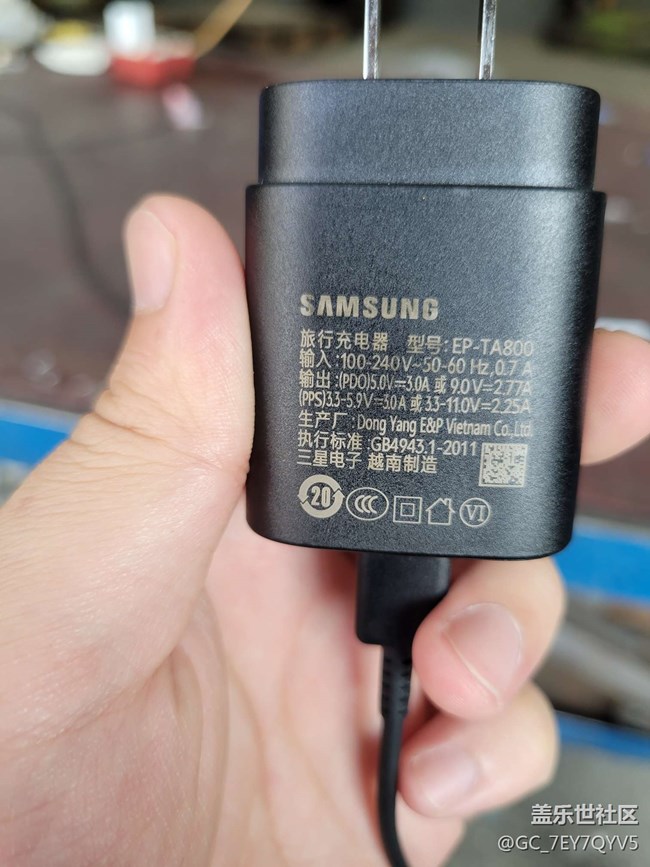 SAMSUNG
旅行充电器 型号: EP-TA800
输入: 100-240V~50-60 Hz, 0.7 A
输出: (PDO)5.0V⎓3.0A 或 9.0V⎓2.77A
(PPS)3.3-5.9V⎓3.0A 或 3.3-11.0V⎓2.25A
生产厂: Dong Yang E&P Vietnam Co., Ltd.
执行标准: GB4943.1-2011
三星电子 越南制造
20 CCC VI
盖乐世社区
@GC_7EY7QYV5